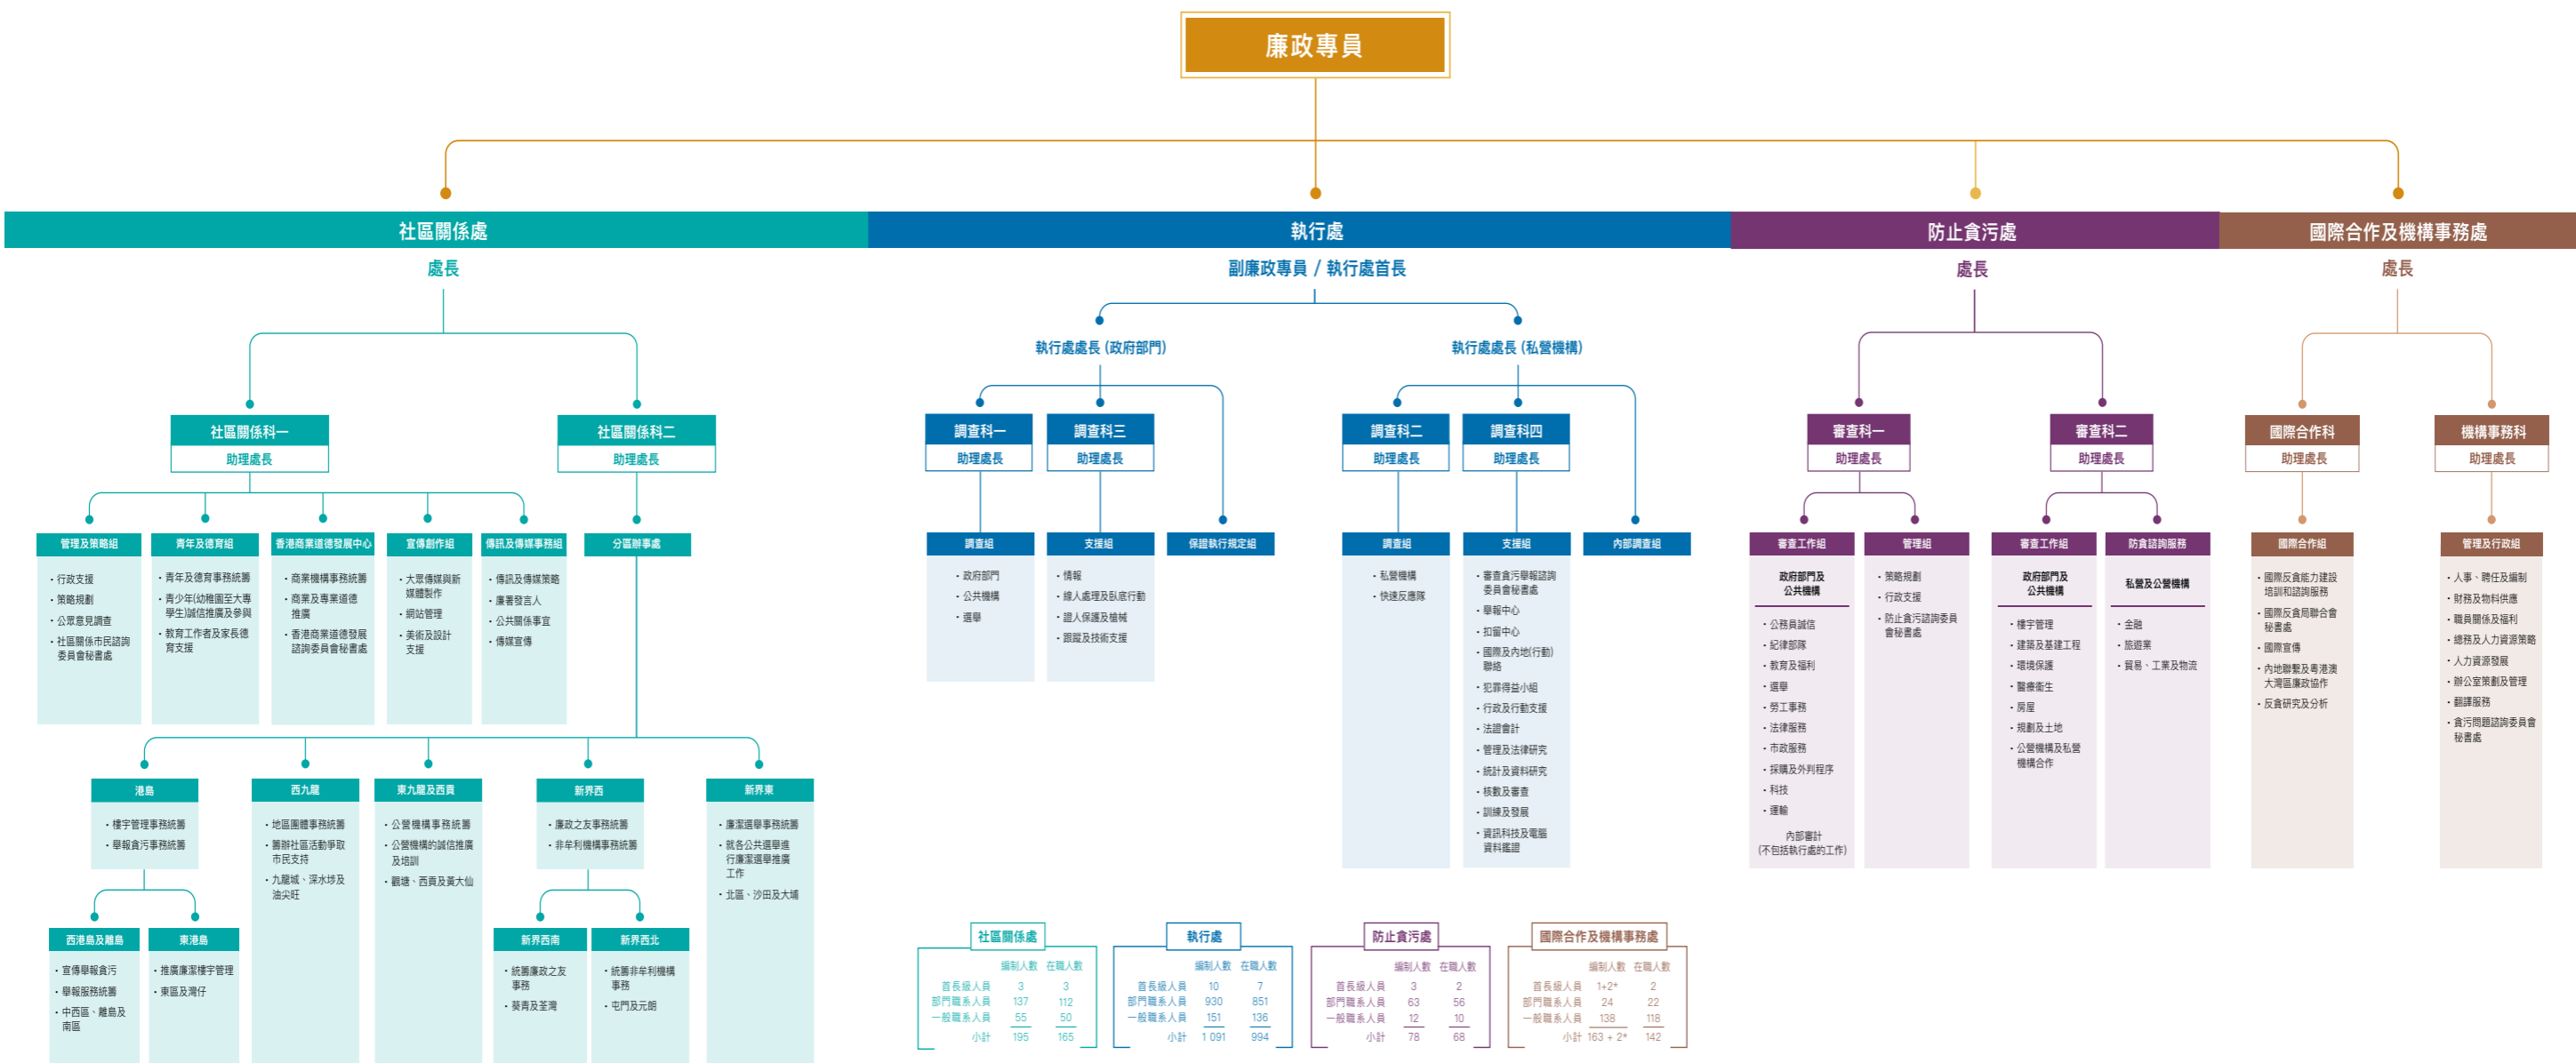 廉政專員
社區關係處
處長
社區關係科一
助理處長
管理及策略組
・行政支援
・策略規劃
・公眾意見調查
・社區關係市民諮詢
委員會秘書處
青年及德育組
・青年及德育事務統籌
・青少年(幼稚園至大專
學生)誠信推廣及參與
・教育工作者及家長德
育支援
香港商業道德發展中心
・商業機構事務統籌
・商業及專業道德
推廣
・香港商業道德發展
諮詢委員會秘書處
宣傳創作組
・大眾傳媒與新
媒體製作
・網站管理
・美術及設計
支援
傳訊及傳媒事務組
・傳訊及傳媒策略
・廉署發言人
・公共關係事宜
・傳媒宣傳
社區關係科二
助理處長
分區辦事處
港島
・樓宇管理事務統籌
・舉報貪污事務統籌
西港島及離島
・宣傳舉報貪污
・舉報服務統籌
・中西區、離島及
南區
東港島
・推廣廉潔樓宇管理
・東區及灣仔
西九龍
・地區團體事務統籌
・籌辦社區活動爭取
市民支持
・九龍城、深水埗及
油尖旺
東九龍及西貢
・公營機構事務統籌
・公營機構的誠信推廣
及培訓
・觀塘、西貢及黃大仙
新界西
・廉政之友事務統籌
・非牟利機構事務統籌
新界西南
・統籌廉政之友
事務
・葵青及荃灣
新界西北
・統籌非牟利機構
事務
・屯門及元朗
新界東
・廉潔選舉事務統籌
・就各公共選舉進
行廉潔選舉推廣
工作
・北區、沙田及大埔
執行處
副廉政專員 / 執行處首長
執行處處長 (政府部門)
調查科一
助理處長
調查組
・政府部門
・公共機構
・選舉
調查科三
助理處長
支援組
・情報
・線人處理及臥底行動
・證人保護及槍械
・跟蹤及技術支援
保證執行規定組
執行處處長 (私營機構)
調查科二
助理處長
調查組
・私營機構
・快速反應隊
調查科四
助理處長
支援組
・審查貪污舉報諮詢
委員會秘書處
・舉報中心
・扣留中心
・國際及內地(行動)
聯絡
・犯罪得益小組
・行政及行動支援
・法證會計
・管理及法律研究
・統計及資料研究
・核數及審查
・訓練及發展
・資訊科技及電腦
資料鑑證
內部調查組
防止貪污處
處長
審查科一
助理處長
審查工作組
政府部門及
公共機構
・公務員誠信
・紀律部隊
・教育及福利
・選舉
・勞工事務
・法律服務
・市政服務
・採購及外判程序
・科技
・運輸
內部審計
(不包括執行處的工作)
管理組
・策略規劃
・行政支援
・防止貪污諮詢委員
會秘書處
審查科二
助理處長
審查工作組
政府部門及
公共機構
・樓宇管理
・建築及基建工程
・環境保護
・醫療衞生
・房屋
・規劃及土地
・公營機構及私營
機構合作
防貪諮詢服務
私營及公營機構
・金融
・旅遊業
・貿易、工業及物流
國際合作及機構事務處
處長
國際合作科
助理處長
國際合作組
・國際反貪能力建設
培訓和諮詢服務
・國際反貪局聯合會
秘書處
・國際宣傳
・內地聯繫及粵港澳
大灣區廉政協作
・反貪研究及分析
機構事務科
助理處長
管理及行政組
・人事、聘任及編制
・財務及物料供應
・職員關係及福利
・總務及人力資源策略
・人力資源發展
・辦公室策劃及管理
・翻譯服務
・貪污問題諮詢委員會
秘書處
社區關係處
編制人數 在職人數
首長級人員 3 3
部門職系人員 137 112
一般職系人員 55 50
小計 195 165
執行處
編制人數 在職人數
首長級人員 10 7
部門職系人員 930 851
一般職系人員 151 136
小計 1 091 994
防止貪污處
編制人數 在職人數
首長級人員 3 2
部門職系人員 63 56
一般職系人員 12 10
小計 78 68
國際合作及機構事務處
編制人數 在職人數
首長級人員 1+2* 2
部門職系人員 24 22
一般職系人員 138 118
小計 163 + 2* 142